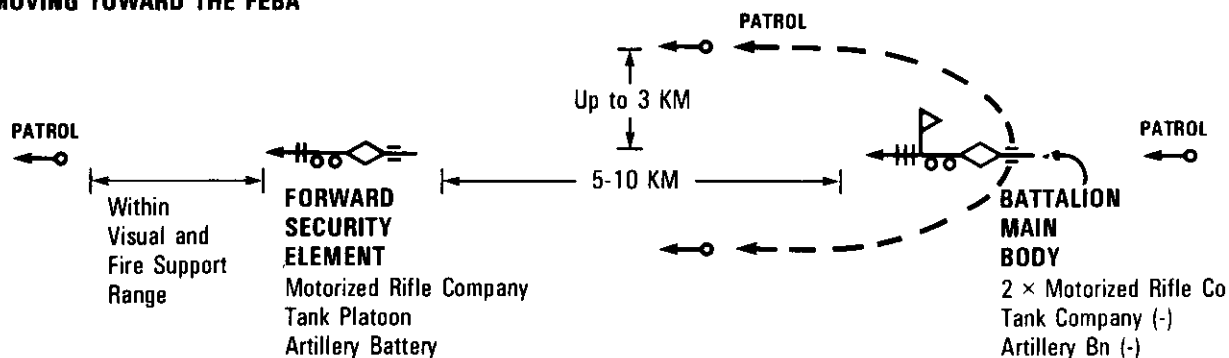 MOVING TOWARD THE FEBA
PATROL
Up to 3 KM
PATROL
PATROL
5-10 KM
Within
Visual and
Fire Support
Range
FORWARD
SECURITY
ELEMENT
Motorized Rifle Company
Tank Platoon
Artillery Battery
BATTALION
MAIN
BODY
2 × Motorized Rifle Co
Tank Company (-)
Artillery Bn (-)